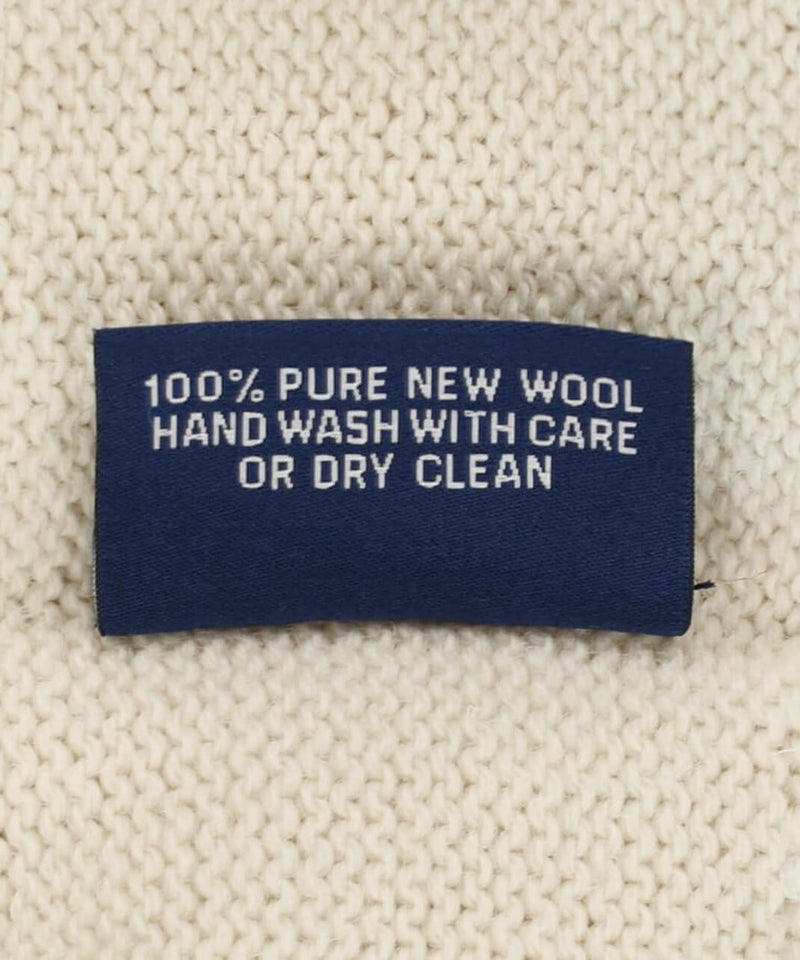 100% PURE NEW WOOL
HAND WASH WITH CARE
OR DRY CLEAN